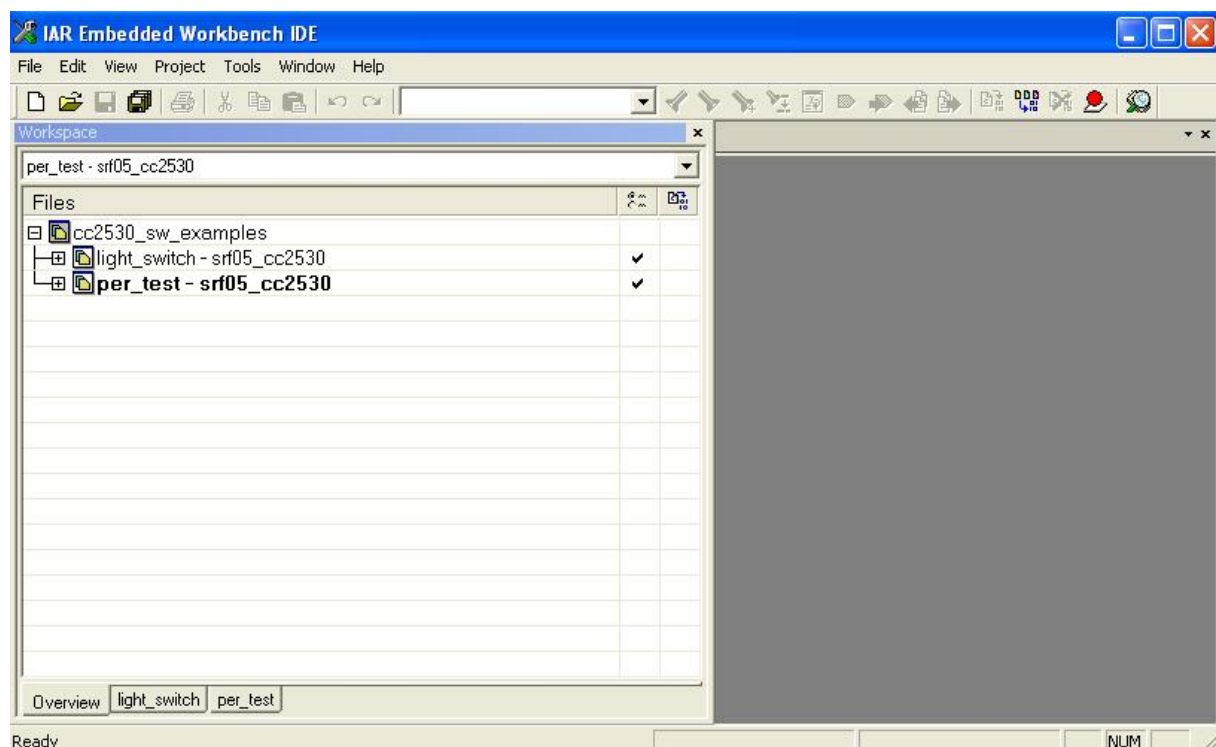 IAR Embedded Workbench IDE
File Edit View Project Tools Window Help
Workspace
per_test - srf05_cc2530
Files
cc2530_sw_examples
light_switch - srf05_cc2530
per_test - srf05_cc2530
Overview light_switch per_test
Ready NUM